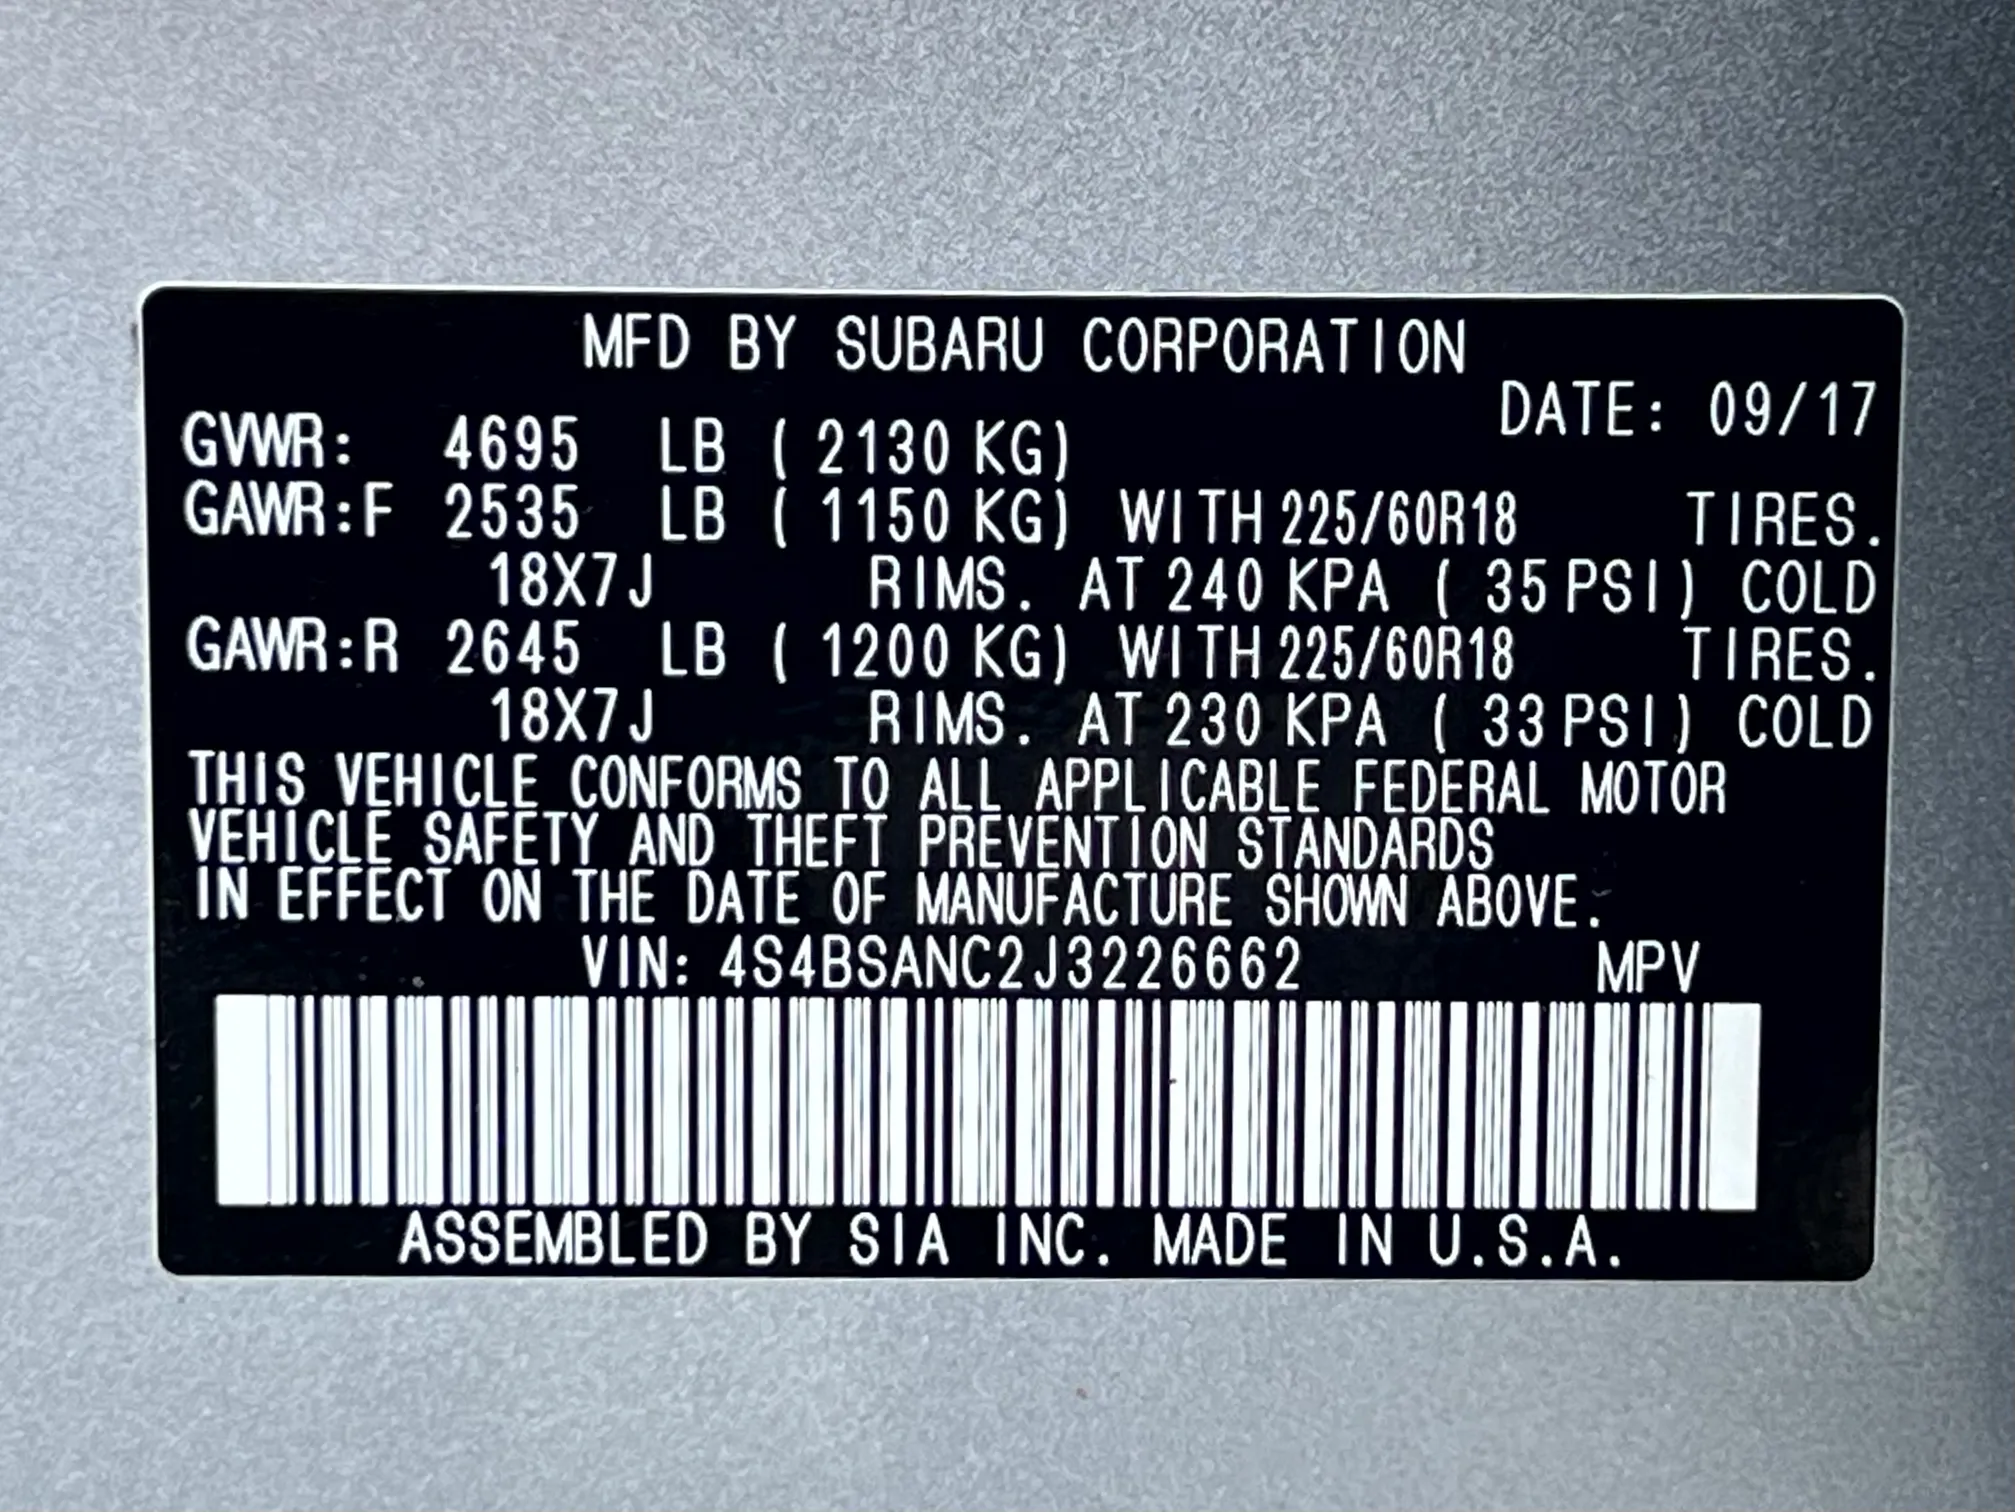 MFD BY SUBARU CORPORATION
DATE: 09/17
GVWR: 4695 LB ( 2130 KG)
GAWR:F 2535 LB ( 1150 KG) WITH 225/60R18 TIRES.
18X7J RIMS. AT 240 KPA ( 35 PSI) COLD
GAWR:R 2645 LB ( 1200 KG) WITH 225/60R18 TIRES.
18X7J RIMS. AT 230 KPA ( 33 PSI) COLD
THIS VEHICLE CONFORMS TO ALL APPLICABLE FEDERAL MOTOR
VEHICLE SAFETY AND THEFT PREVENTION STANDARDS
IN EFFECT ON THE DATE OF MANUFACTURE SHOWN ABOVE.
VIN: 4S4BSANC2J3226662 MPV
ASSEMBLED BY SIA INC. MADE IN U.S.A.